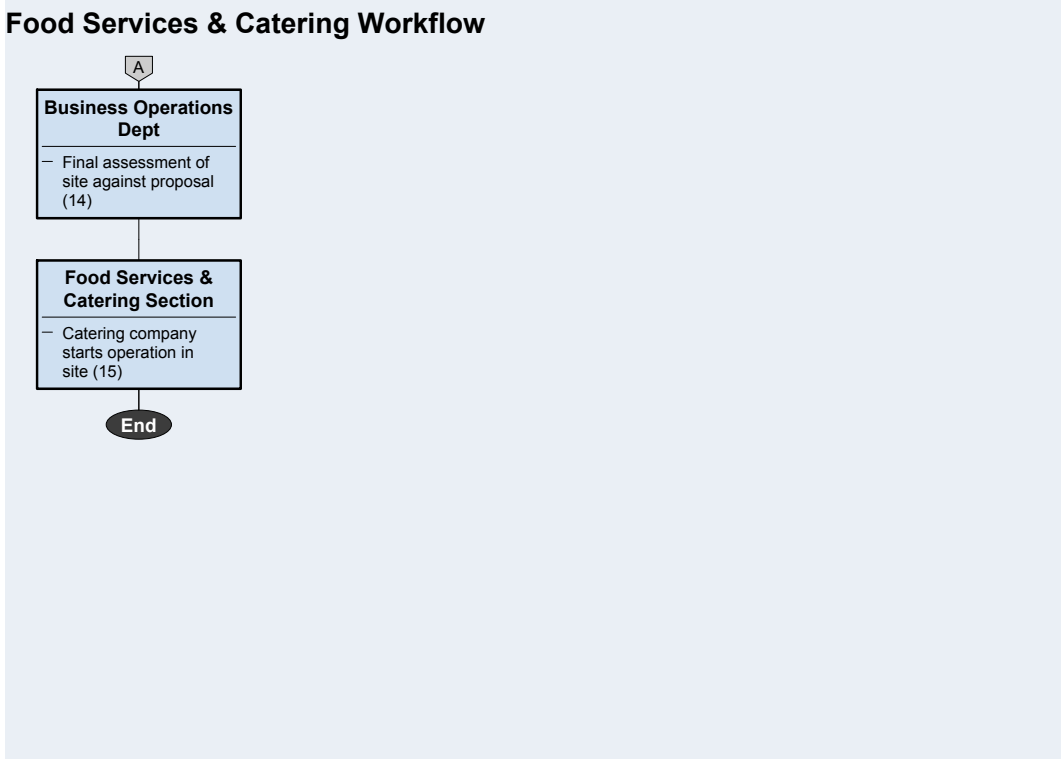 Food Services & Catering Workflow
A
Business Operations
Dept
– Final assessment of
site against proposal
(14)
Food Services &
Catering Section
– Catering company
starts operation in
site (15)
End